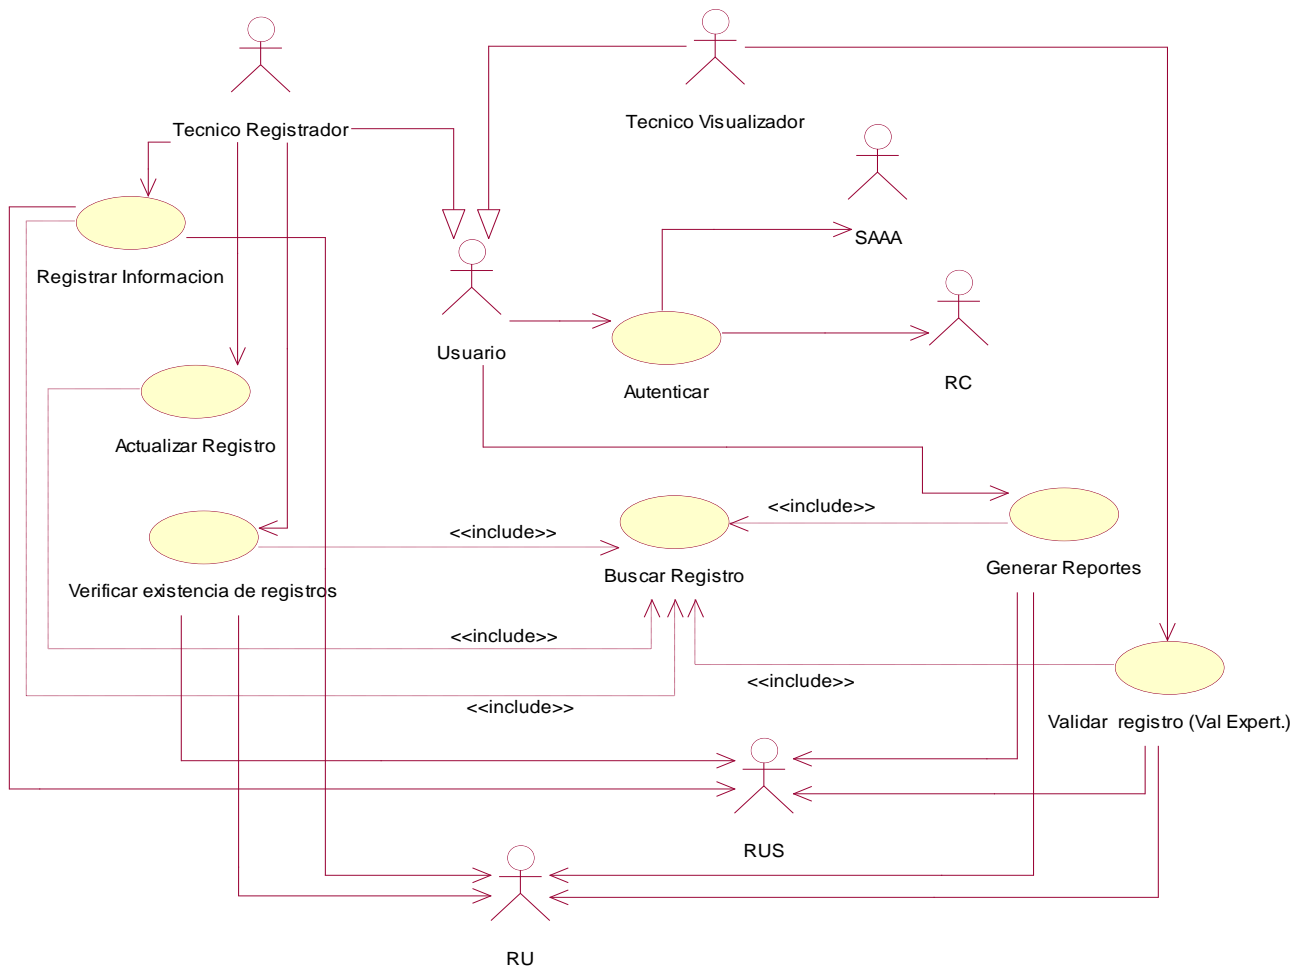 Tecnico Visualizador
Tecnico Registrador
SAAA
Registrar Informacion
Usuario
RC
Autenticar
Actualizar Registro
<<include>>
<<include>>
Generar Reportes
Buscar Registro
Verificar existencia de registros
<<include>>
<<include>>
<<include>>
Validar  registro (Val Expert.)
RUS
RU